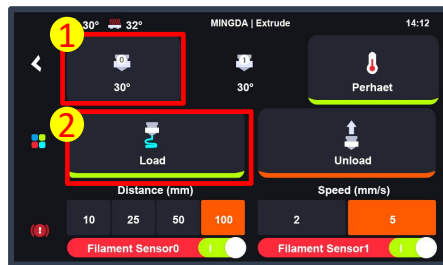 1
30° 32° MINGDA | Extrude 14:12
0 1
30° 30° Perhaet
2
Load Unload
Distance (mm) Speed (mm/s)
10 25 50 100 2 5
Filament Sensor0 Filament Sensor1